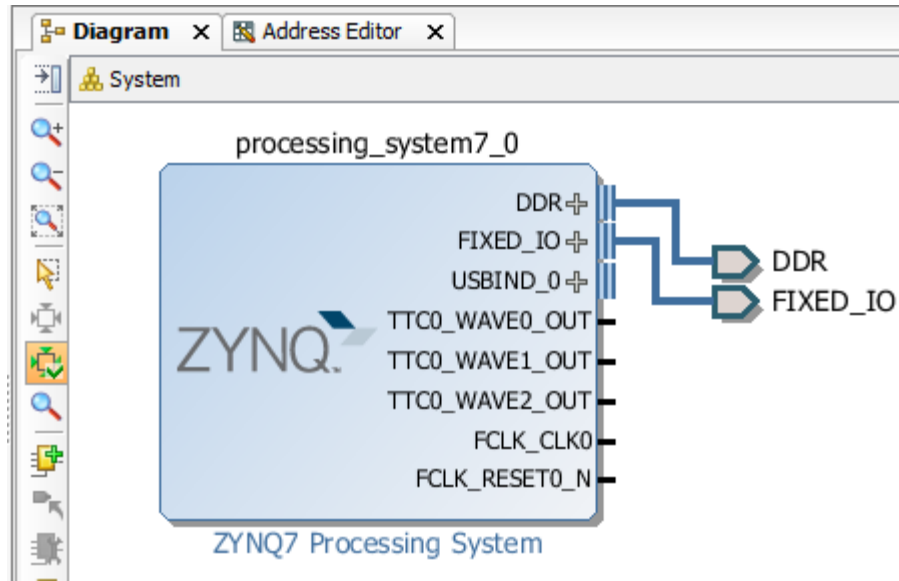 Diagram X Address Editor X
System
processing_system7_0
DDR
FIXED_IO
USBIND_0
TTC0_WAVE0_OUT
TTC0_WAVE1_OUT
TTC0_WAVE2_OUT
FCLK_CLK0
FCLK_RESET0_N
ZYNQ
DDR
FIXED_IO
ZYNQ7 Processing System